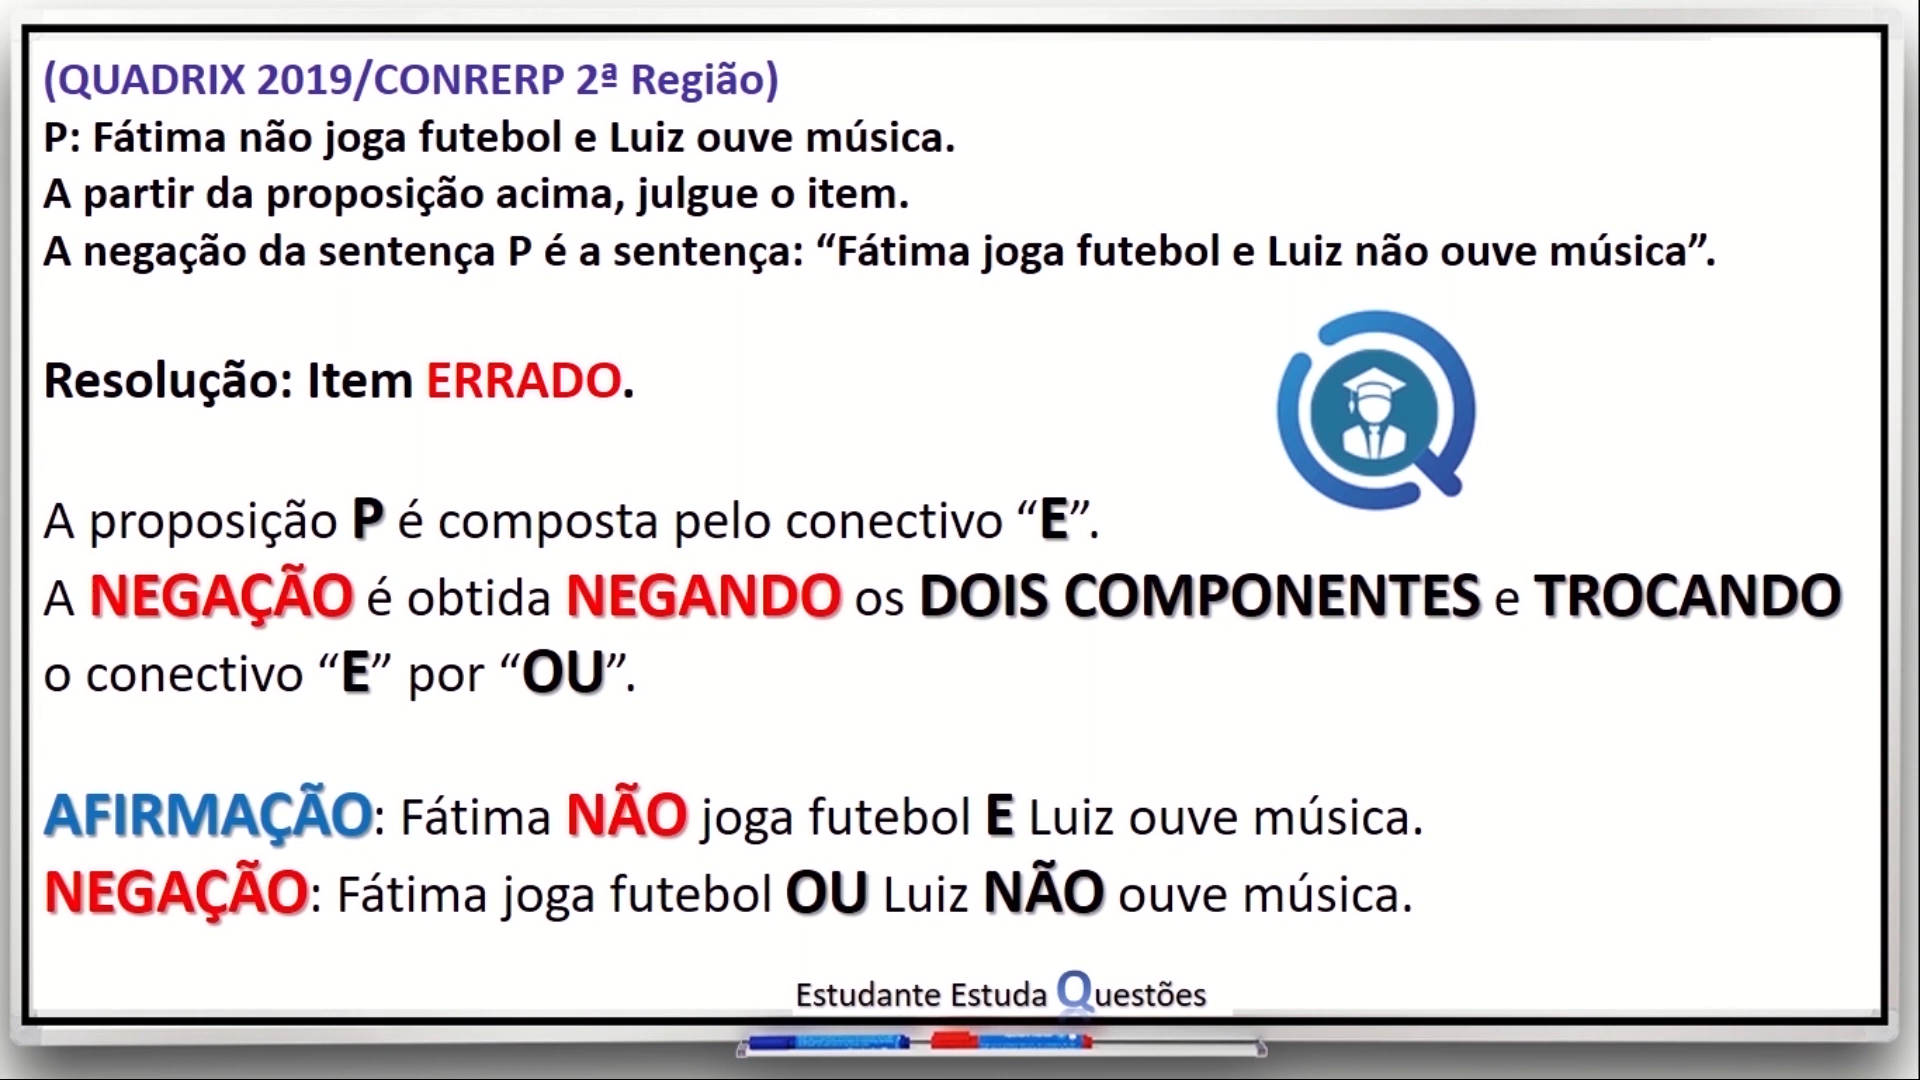 (QUADRIX 2019/CONRERP 2ª Região)
P: Fátima não joga futebol e Luiz ouve música.
A partir da proposição acima, julgue o item.
A negação da sentença P é a sentença: “Fátima joga futebol e Luiz não ouve música”.
Resolução: Item ERRADO.
A proposição P é composta pelo conectivo “E”.
A NEGAÇÃO é obtida NEGANDO os DOIS COMPONENTES e TROCANDO
o conectivo “E” por “OU”.
AFIRMAÇÃO: Fátima NÃO joga futebol E Luiz ouve música.
NEGAÇÃO: Fátima joga futebol OU Luiz NÃO ouve música.
Estudante Estuda Questões